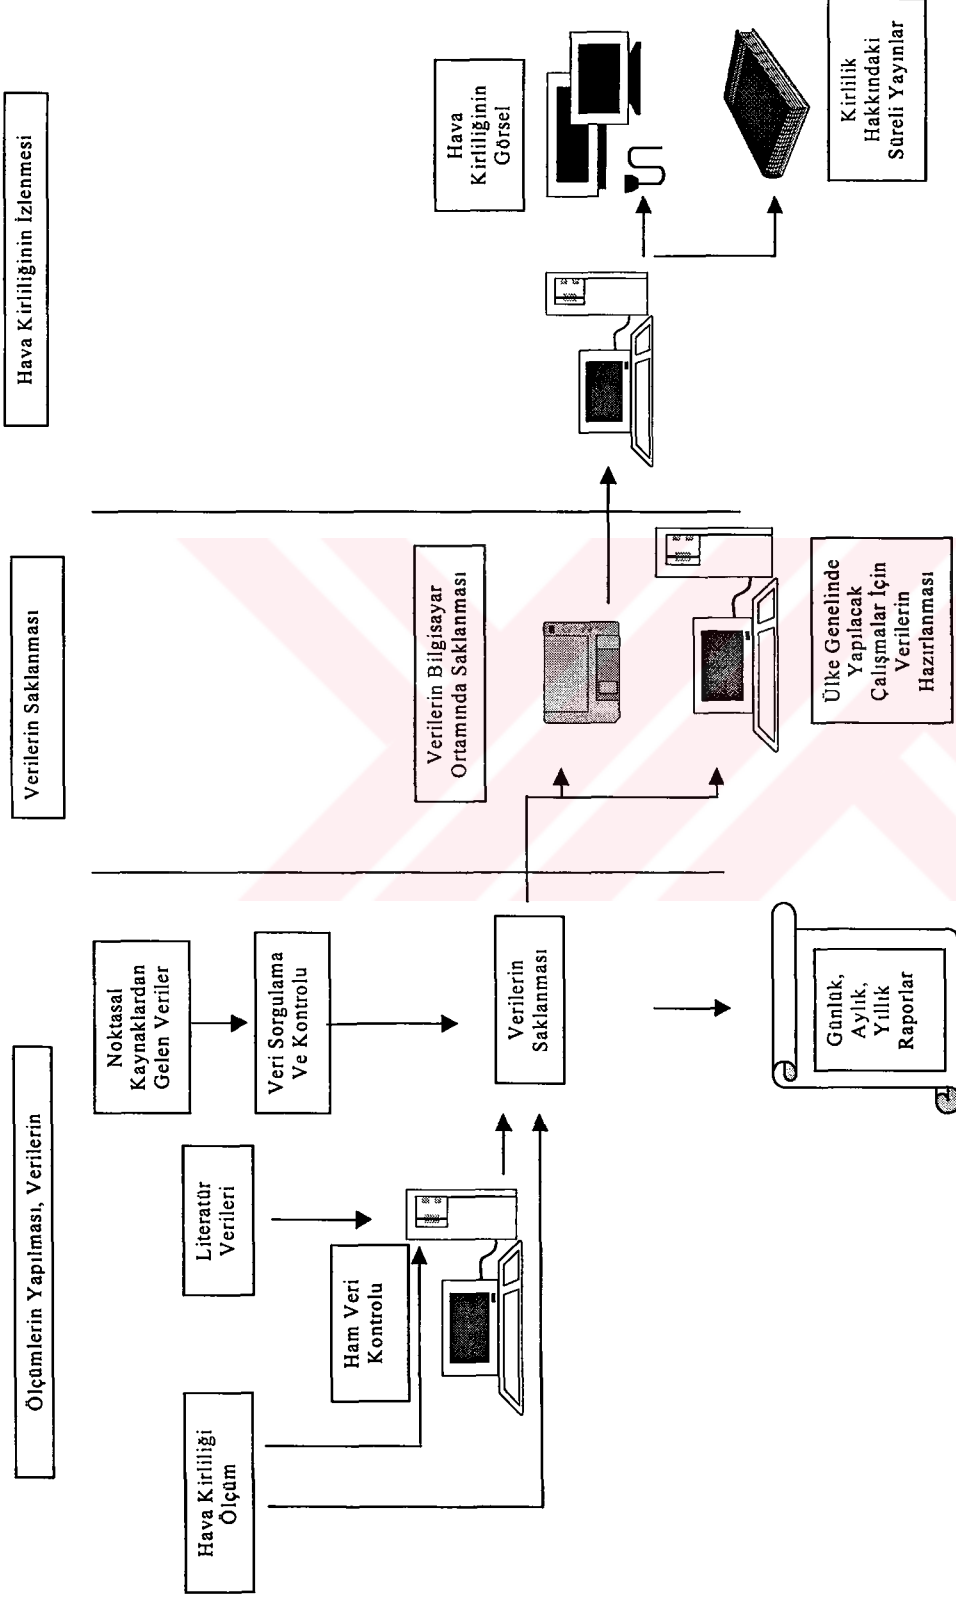 Ölçümlerin Yapılması, Verilerin
Verilerin Saklanması
Hava Kirliliğinin İzlenmesi
Hava Kirliliği
Ölçüm
Literatür
Verileri
Ham Veri
Kontrolu
Noktasal
Kaynaklardan
Gelen Veriler
Veri Sorgulama
Ve Kontrolu
Verilerin
Saklanması
Günlük,
Aylık,
Yıllık
Raporlar
Verilerin Bilgisayar
Ortamında Saklanması
Ülke Genelinde
Yapılacak
Çalışmalar İçin
Verilerin
Hazırlanması
Hava
Kirliliğinin
Görsel
Kirlilik
Hakkındaki
Süreli Yayınlar